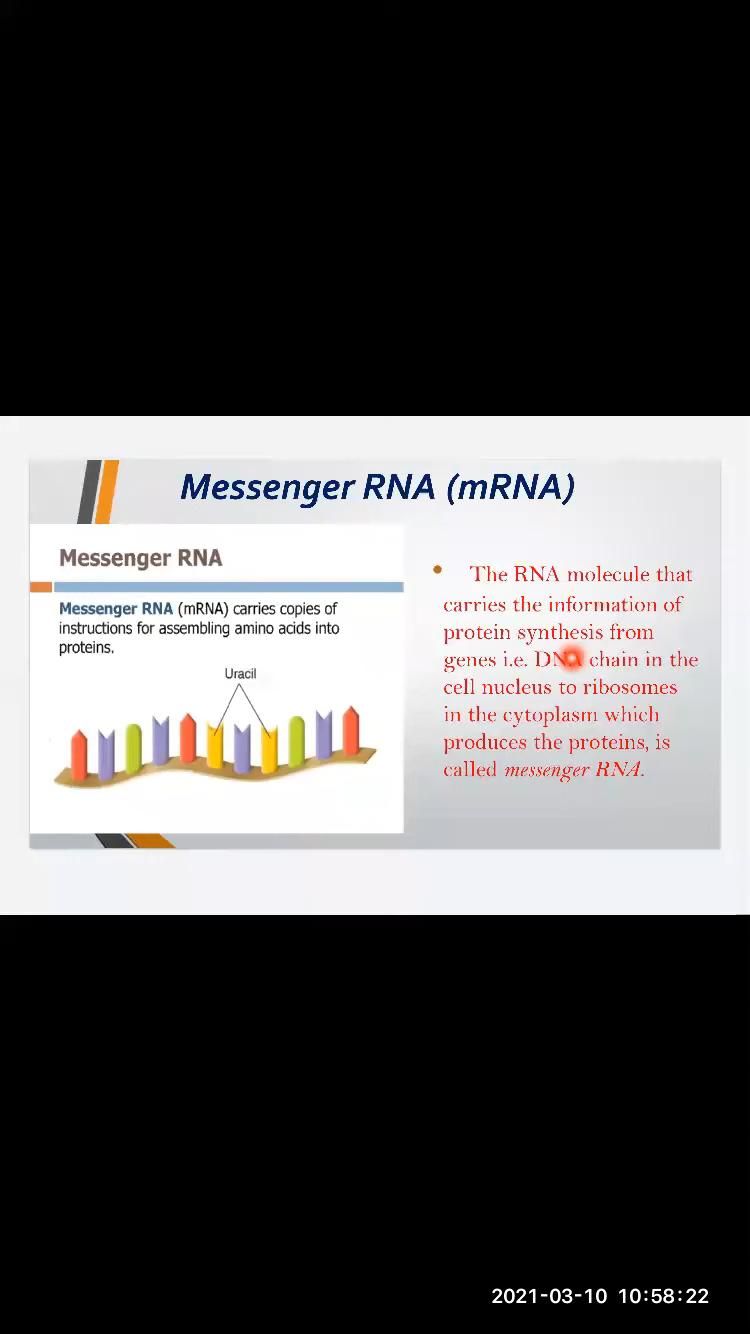 Messenger RNA (mRNA)
Messenger RNA
Messenger RNA (mRNA) carries copies of
instructions for assembling amino acids into
proteins.
Uracil
• The RNA molecule that
carries the information of
protein synthesis from
genes i.e. DNA chain in the
cell nucleus to ribosomes
in the cytoplasm which
produces the proteins, is
called messenger RNA.
2021-03-10 10:58:22